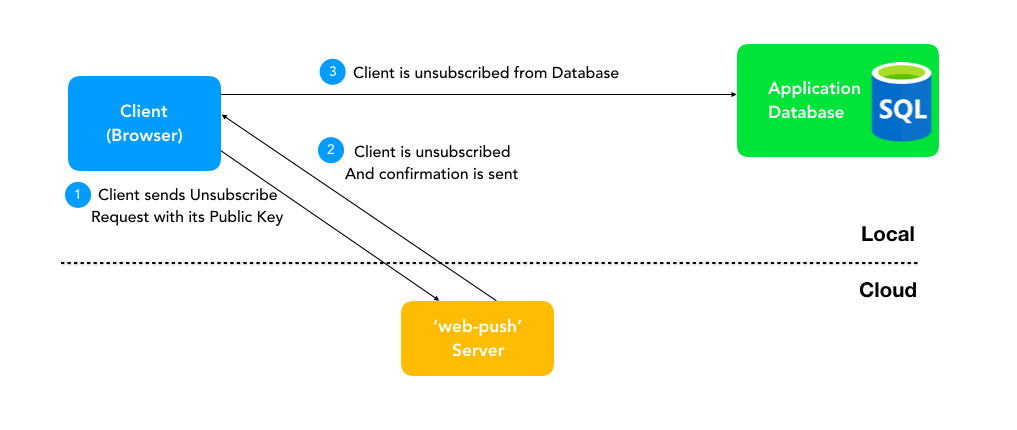 3 Client is unsubscribed from Database
Application
Database
SQL
Client
(Browser)
2 Client is unsubscribed
And confirmation is sent
1 Client sends Unsubscribe
Request with its Public Key
Local
Cloud
‘web-push’
Server